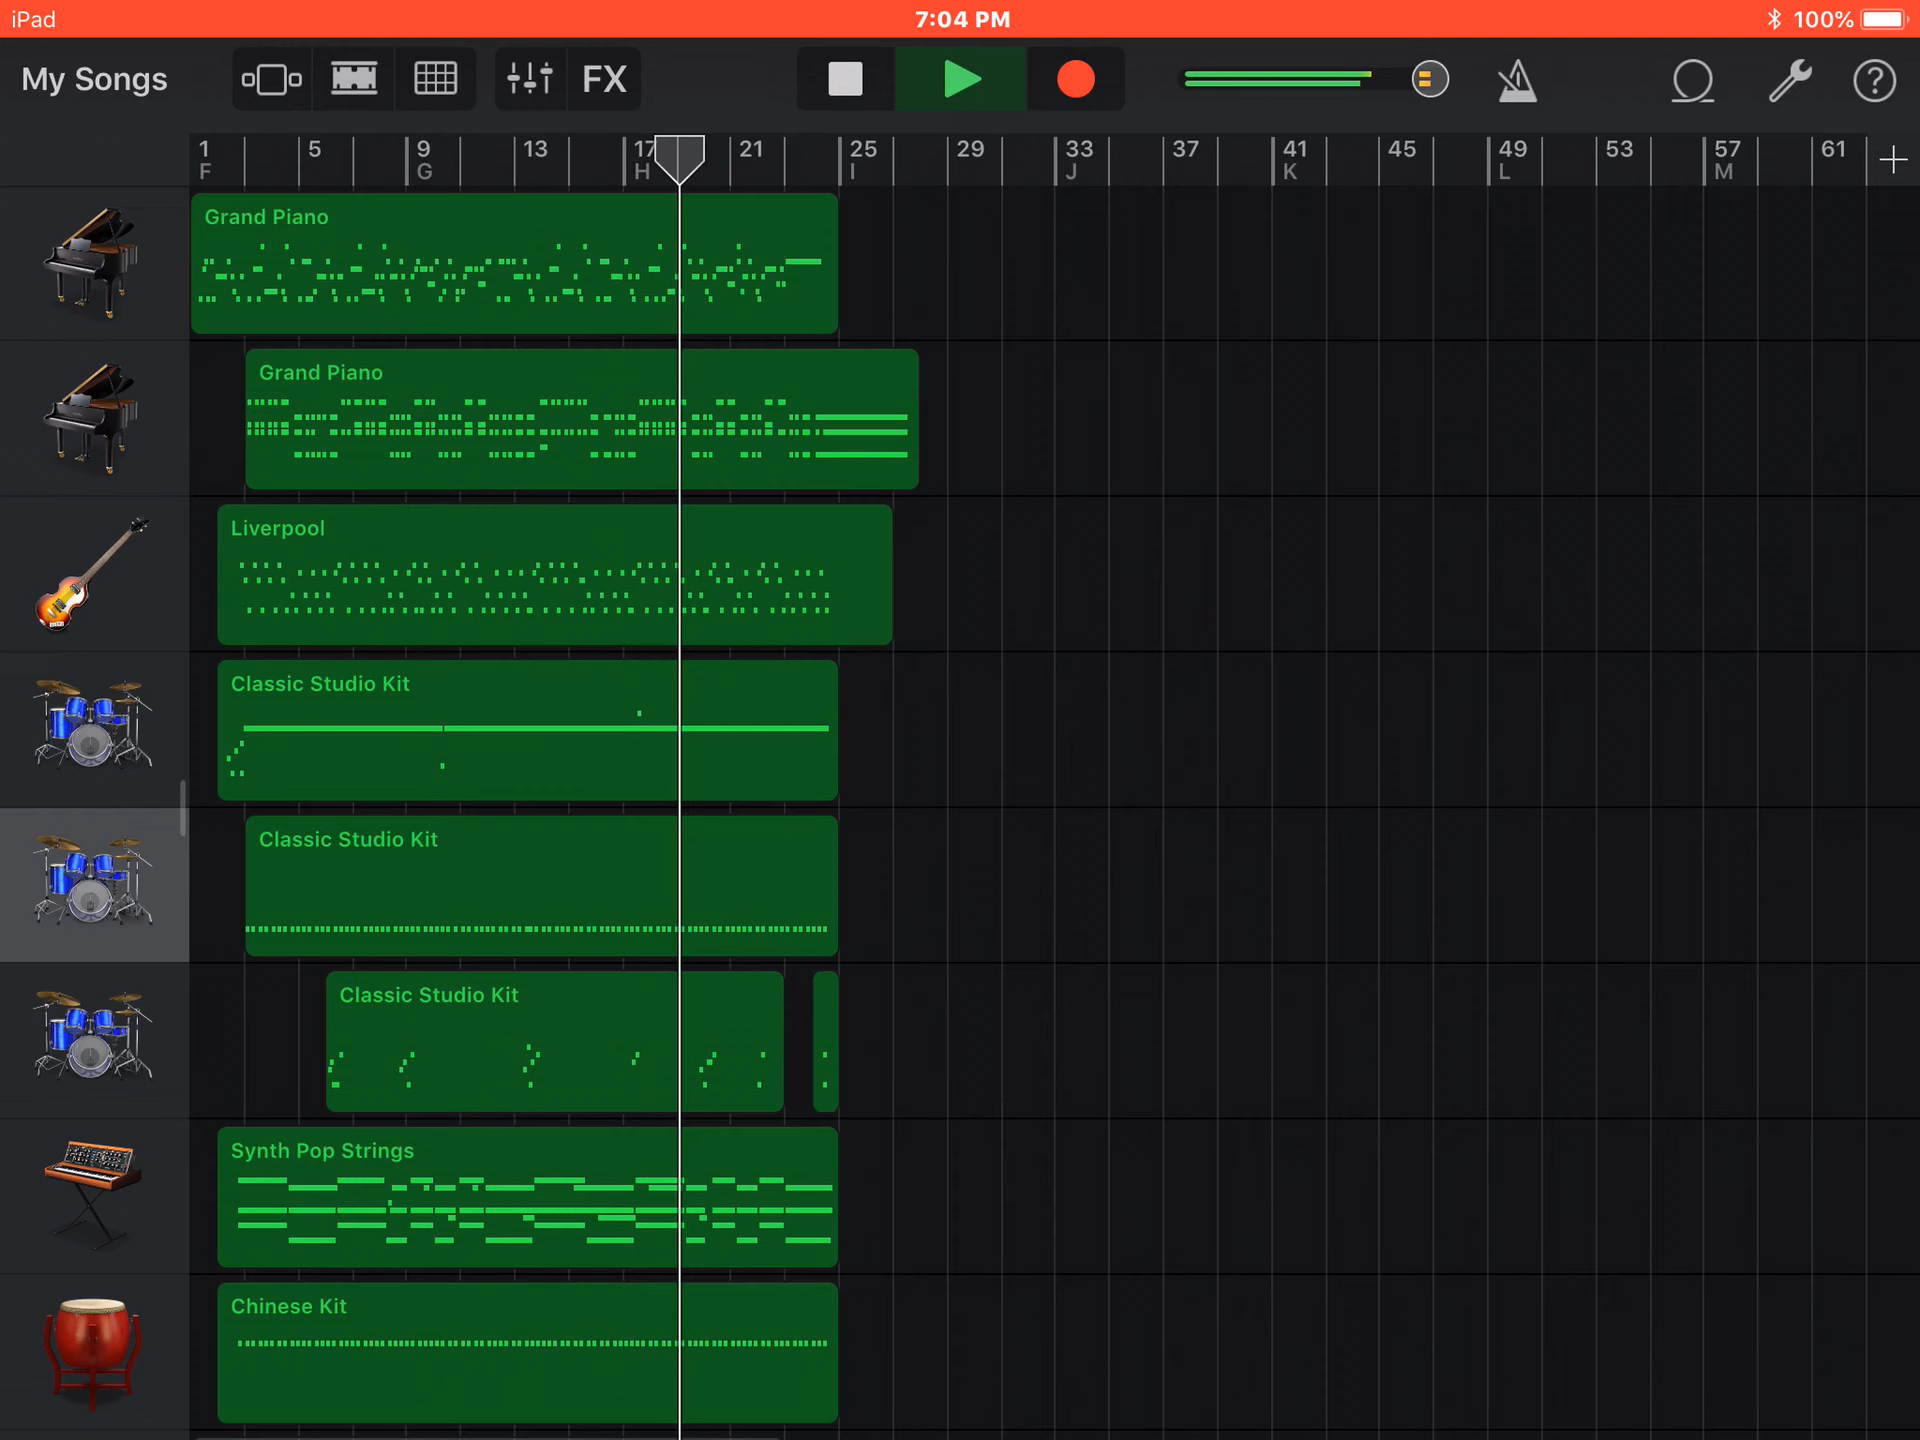 iPad 7:04 PM 100%
My Songs FX
1 5 9 13 17 21 25 29 33 37 41 45 49 53 57 61
F G H I J K L M
Grand Piano
Grand Piano
Liverpool
Classic Studio Kit
Classic Studio Kit
Classic Studio Kit
Synth Pop Strings
Chinese Kit